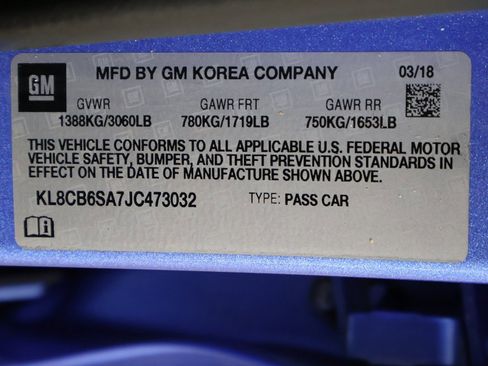 GM
MFD BY GM KOREA COMPANY 03/18
GVWR GAWR FRT GAWR RR
1388KG/3060LB 780KG/1719LB 750KG/1653LB
THIS VEHICLE CONFORMS TO ALL APPLICABLE U.S. FEDERAL MOTOR
VEHICLE SAFETY, BUMPER, AND THEFT PREVENTION STANDARDS
IN EFFECT ON THE DATE OF MANUFACTURE SHOWN ABOVE.
KL8CB6SA7JC473032 TYPE: PASS CAR